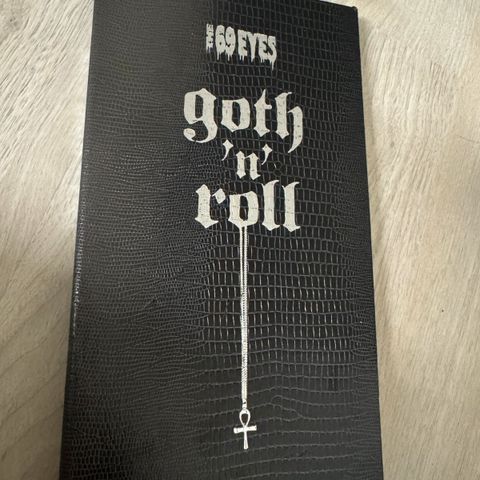 THE 69 EYES
goth
'n'
roll